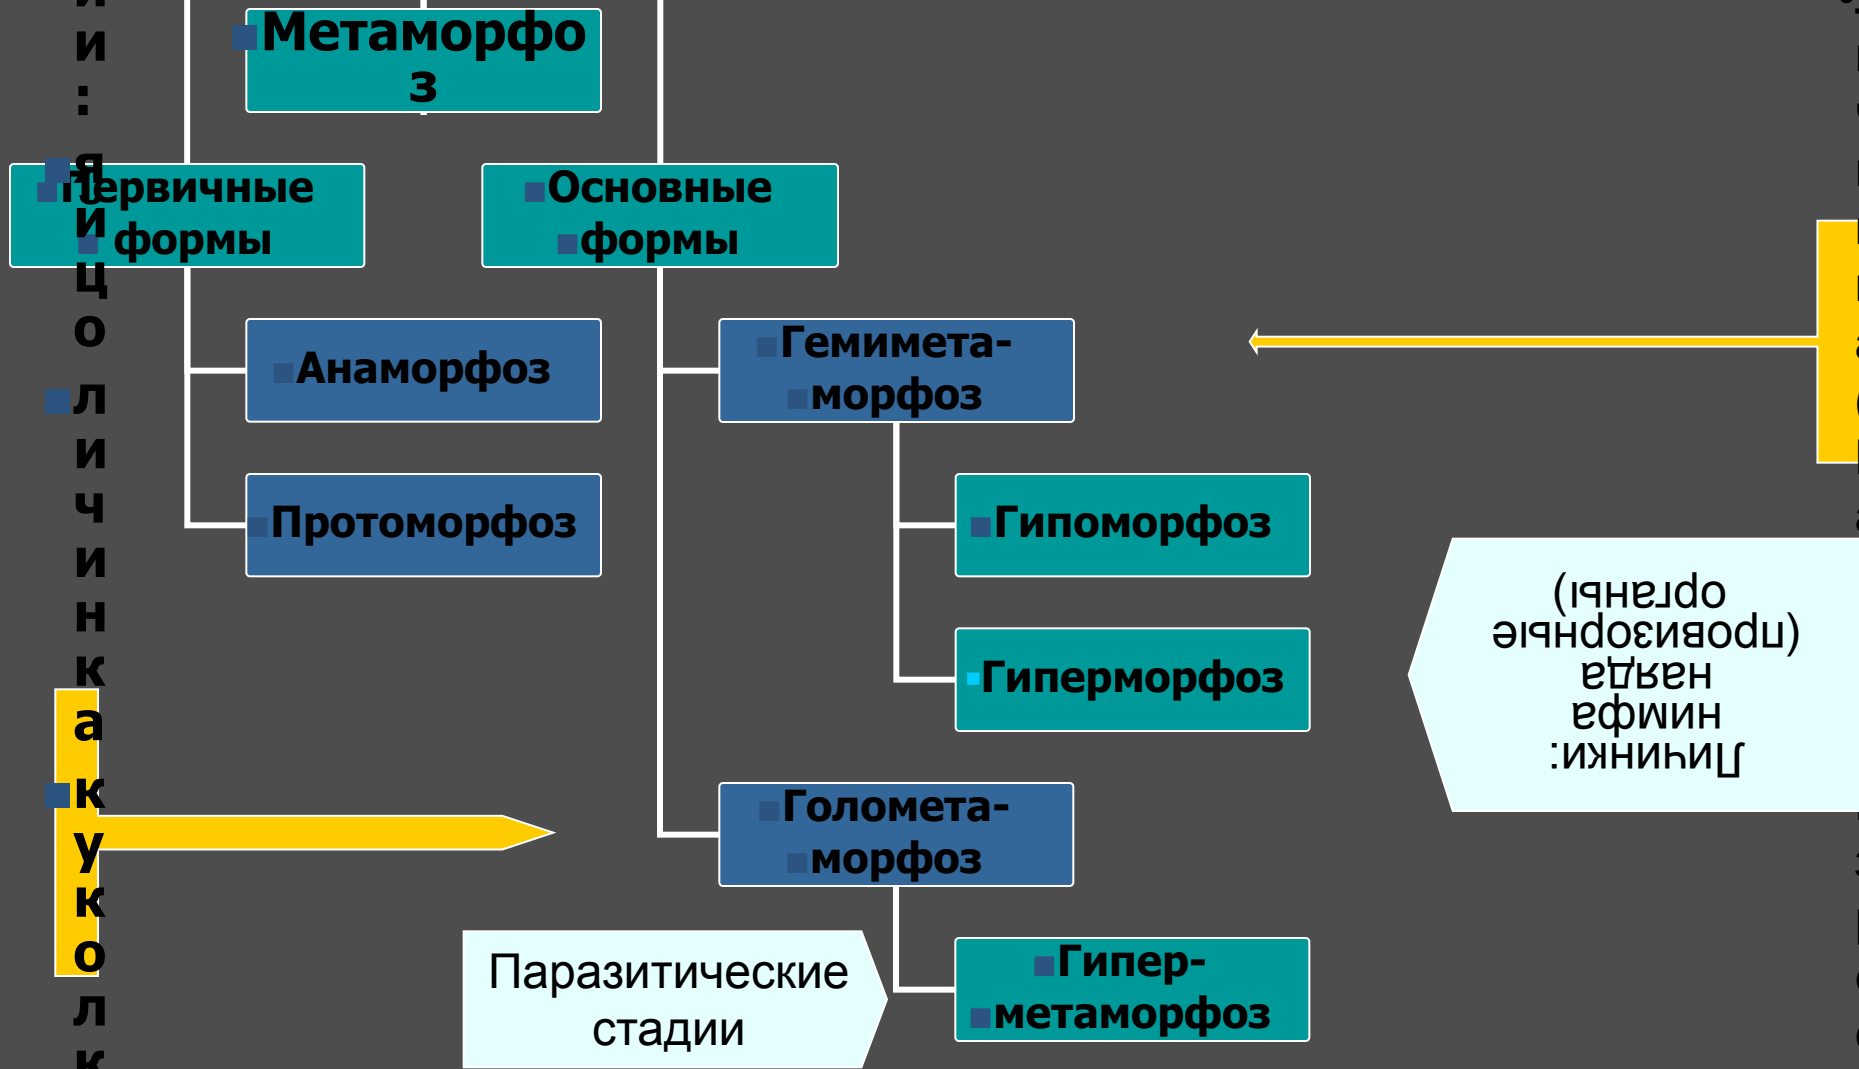 Метаморфо
з
Первичные
формы
Основные
формы
Анаморфоз
Гемимета-
морфоз
Протоморфоз
Гипоморфоз
Гиперморфоз
Личинки:
нимфа
наяда
(провизорные
органы)
Голомета-
морфоз
Паразитические
стадии
Гипер-
метаморфоз
и
:
я
й
ц
о
л
и
ч
и
н
к
а
к
у
к
о
л
к